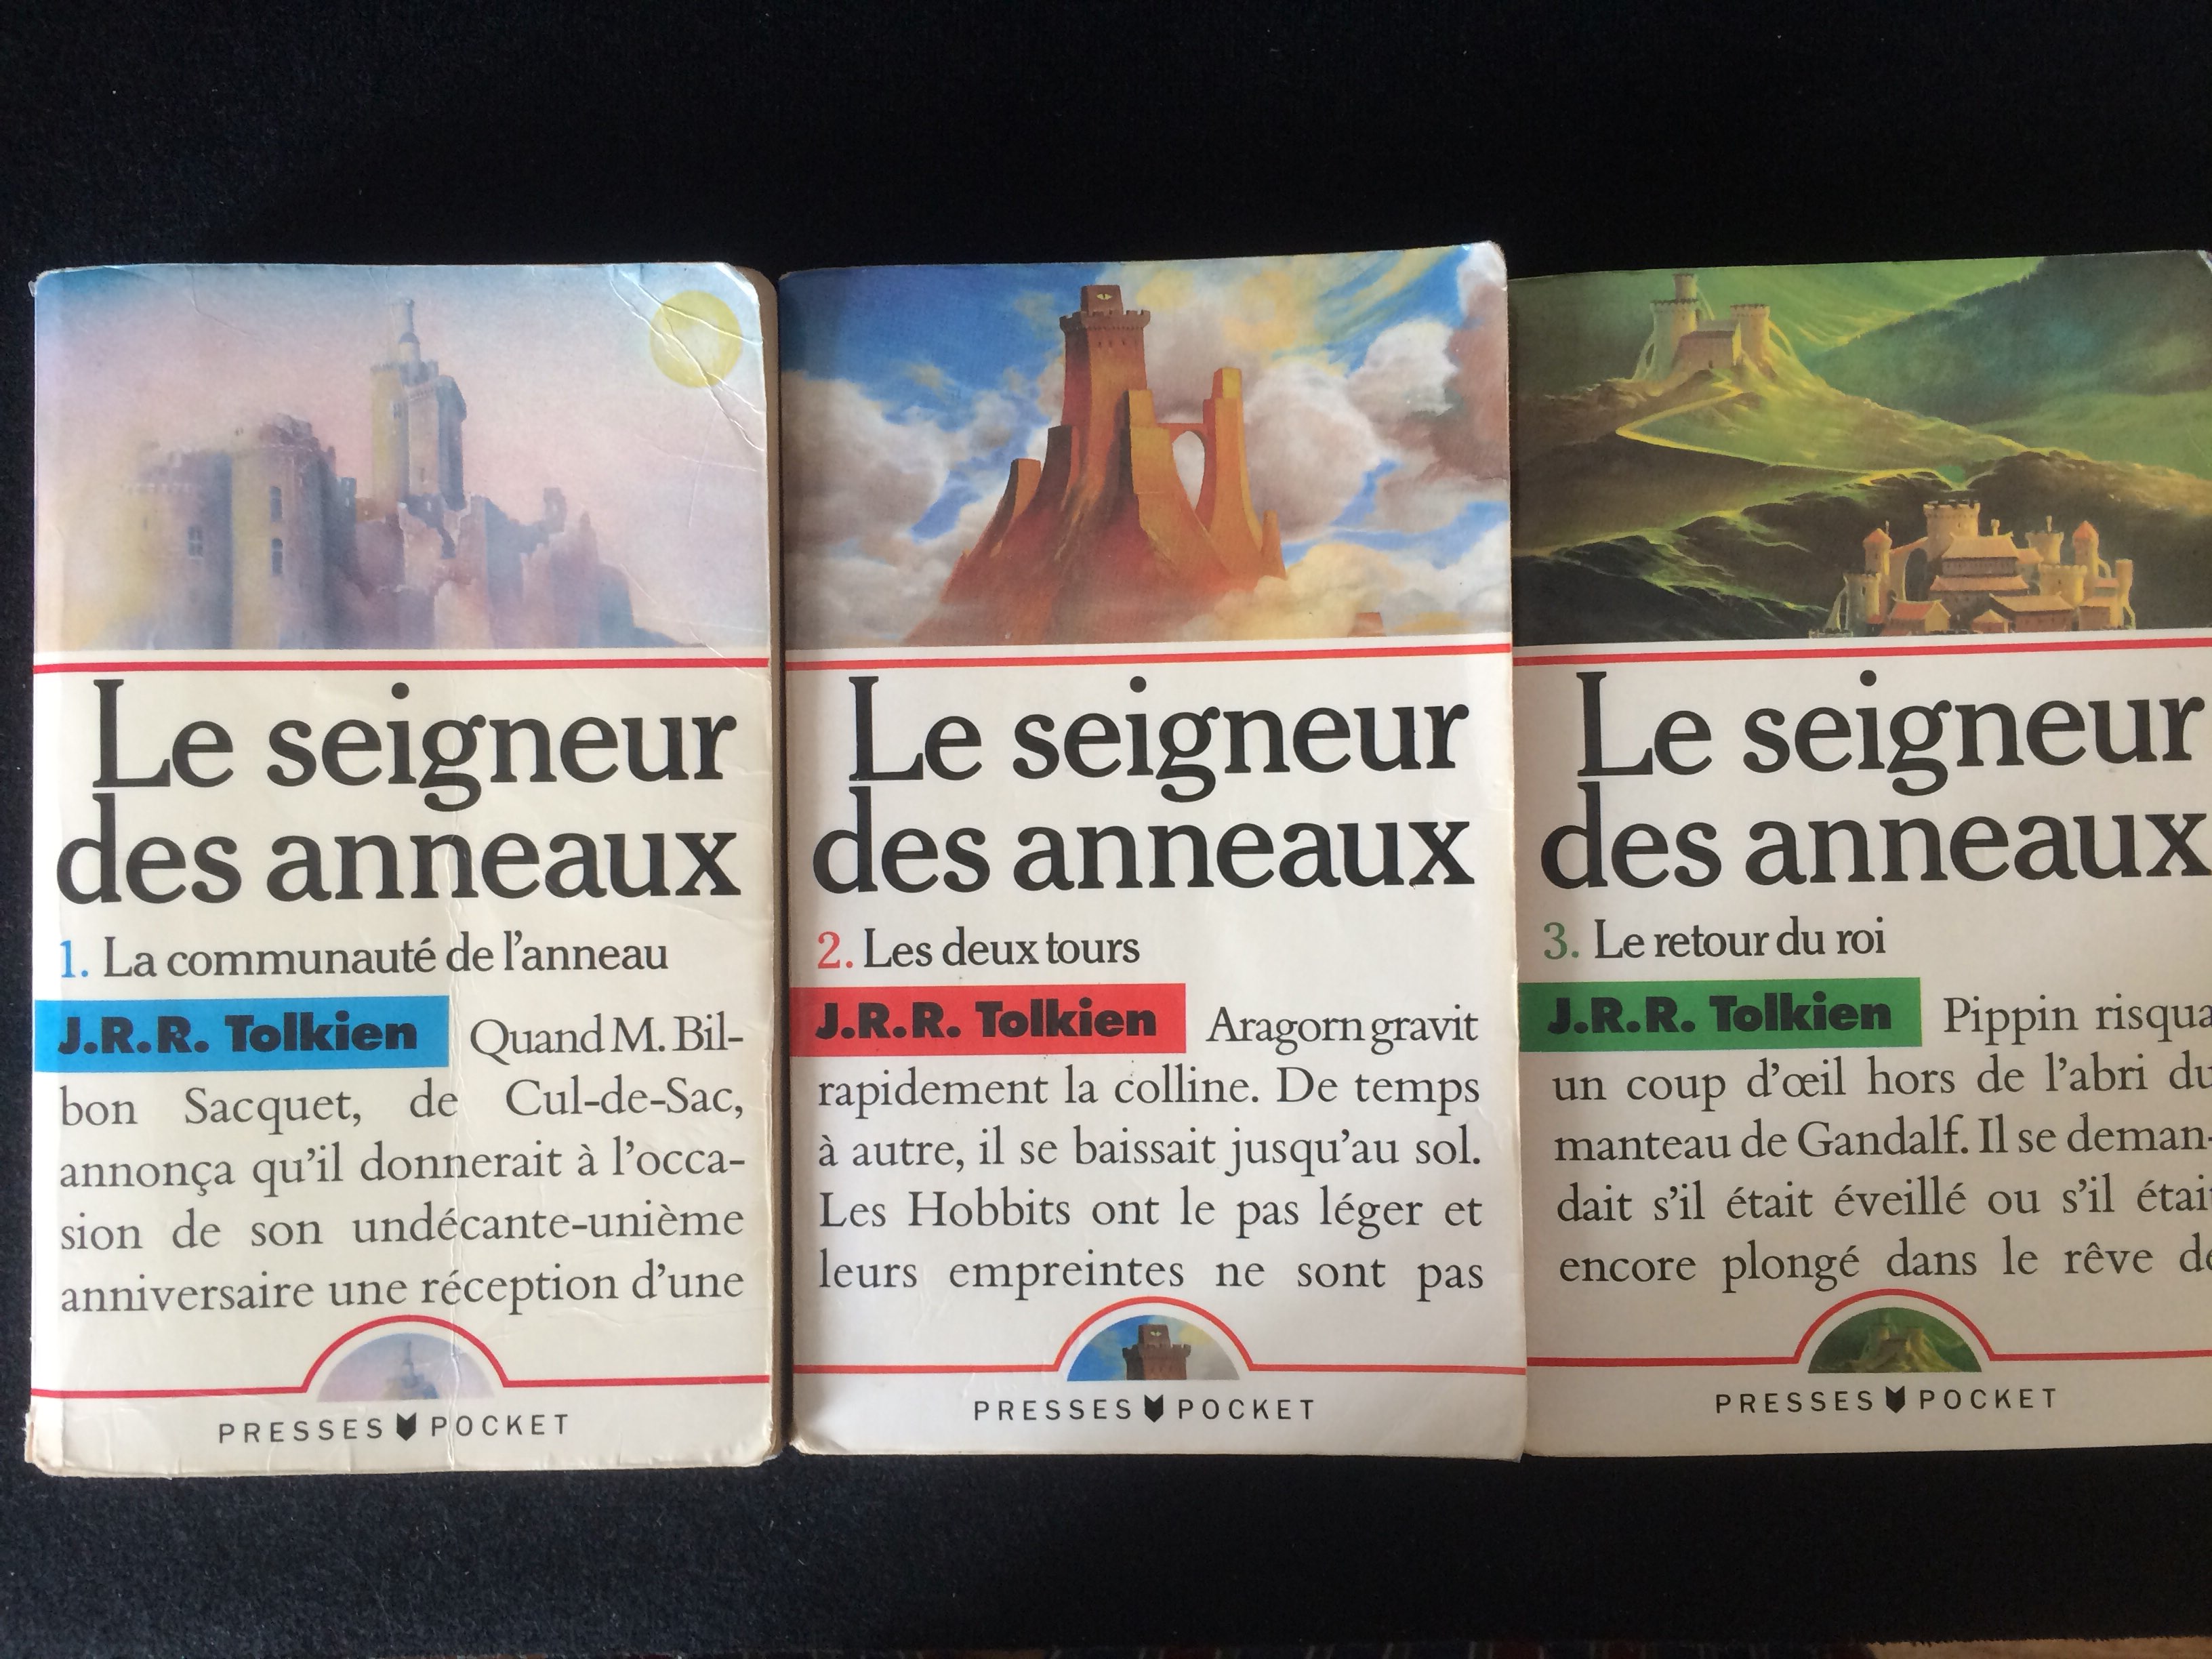 Le seigneur
des anneaux
1. La communauté de l'anneau
J.R.R. Tolkien Quand M. Bil-
bon Sacquet, de Cul-de-Sac,
annonça qu'il donnerait à l'occa-
sion de son undécante-unième
anniversaire une réception d'une
PRESSES POCKET
Le seigneur
des anneaux
2. Les deux tours
J.R.R. Tolkien Aragorn gravit
rapidement la colline. De temps
à autre, il se baissait jusqu'au sol.
Les Hobbits ont le pas léger et
leurs empreintes ne sont pas
PRESSES POCKET
Le seigneur
des anneaux
3. Le retour du roi
J.R.R. Tolkien Pippin risqua
un coup d'œil hors de l'abri du
manteau de Gandalf. Il se deman-
dait s'il était éveillé ou s'il était
encore plongé dans le rêve de
PRESSES POCKET